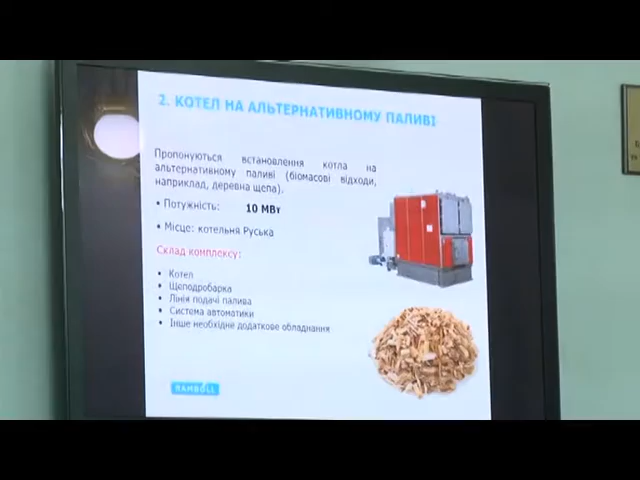 2. КОТЕЛ НА АЛЬТЕРНАТИВНОМУ ПАЛИВІ
Пропонуються встановлення котла на
альтернативному паливі (біомасові відходи,
наприклад, деревна щепа).
• Потужність: 10 МВт
• Місце: котельня Руська
Склад комплексу:
• Котел
• Щеподробарка
• Лінія подачі палива
• Система автоматики
• Інше необхідне додаткове обладнання
RAMBOLL